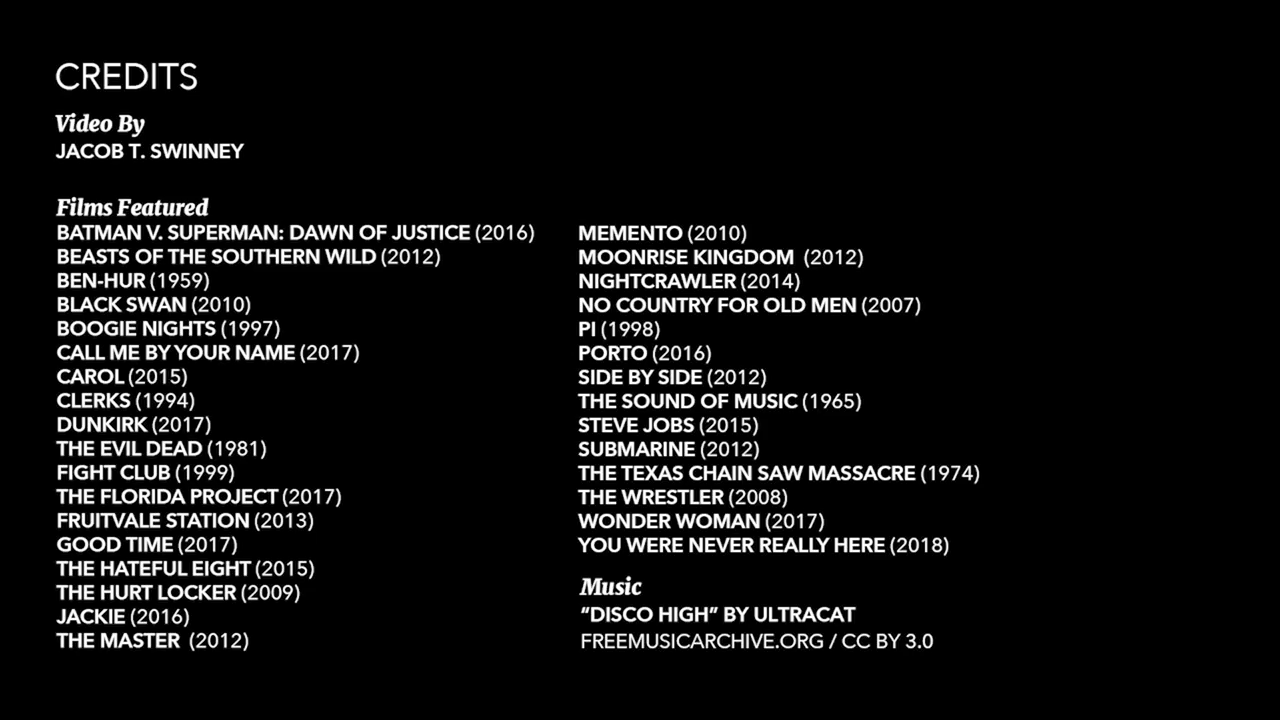 CREDITS
Video By
JACOB T. SWINNEY
Films Featured
BATMAN V. SUPERMAN: DAWN OF JUSTICE (2016)
BEASTS OF THE SOUTHERN WILD (2012)
BEN-HUR (1959)
BLACK SWAN (2010)
BOOGIE NIGHTS (1997)
CALL ME BY YOUR NAME (2017)
CAROL (2015)
CLERKS (1994)
DUNKIRK (2017)
THE EVIL DEAD (1981)
FIGHT CLUB (1999)
THE FLORIDA PROJECT (2017)
FRUITVALE STATION (2013)
GOOD TIME (2017)
THE HATEFUL EIGHT (2015)
THE HURT LOCKER (2009)
JACKIE (2016)
THE MASTER (2012)
MEMENTO (2010)
MOONRISE KINGDOM (2012)
NIGHTCRAWLER (2014)
NO COUNTRY FOR OLD MEN (2007)
PI (1998)
PORTO (2016)
SIDE BY SIDE (2012)
THE SOUND OF MUSIC (1965)
STEVE JOBS (2015)
SUBMARINE (2012)
THE TEXAS CHAIN SAW MASSACRE (1974)
THE WRESTLER (2008)
WONDER WOMAN (2017)
YOU WERE NEVER REALLY HERE (2018)
Music
“DISCO HIGH” BY ULTRACAT
FREEMUSICARCHIVE.ORG / CC BY 3.0